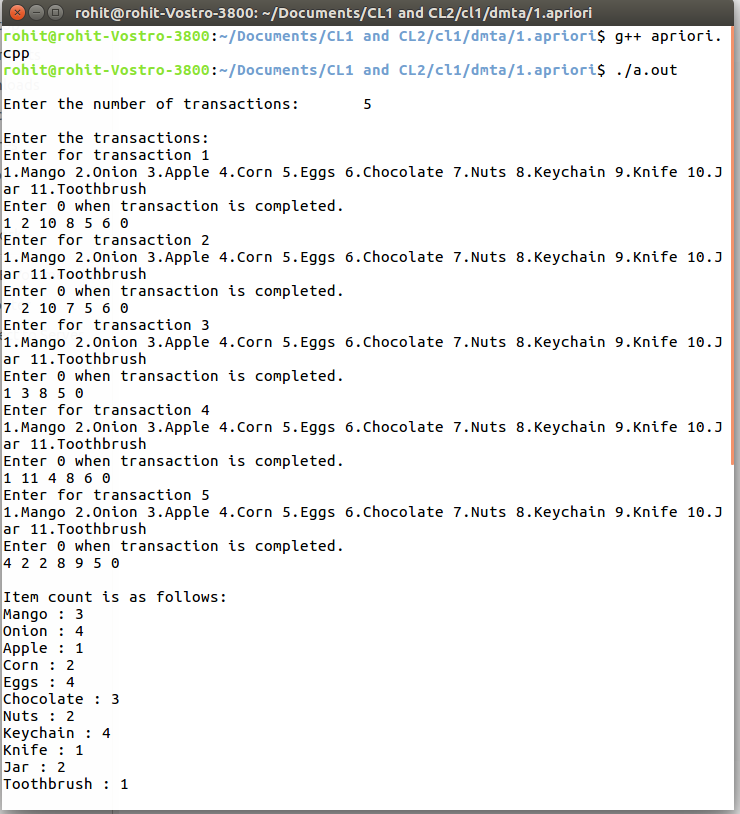 rohit@rohit-Vostro-3800: ~/Documents/CL1 and CL2/cl1/dmta/1.apriori
rohit@rohit-Vostro-3800:~/Documents/CL1 and CL2/cl1/dmta/1.apriori$ g++ apriori.
cpp
rohit@rohit-Vostro-3800:~/Documents/CL1 and CL2/cl1/dmta/1.apriori$ ./a.out
Enter the number of transactions: 5
Enter the transactions:
Enter for transaction 1
1.Mango 2.Onion 3.Apple 4.Corn 5.Eggs 6.Chocolate 7.Nuts 8.Keychain 9.Knife 10.J
ar 11.Toothbrush
Enter 0 when transaction is completed.
1 2 10 8 5 6 0
Enter for transaction 2
1.Mango 2.Onion 3.Apple 4.Corn 5.Eggs 6.Chocolate 7.Nuts 8.Keychain 9.Knife 10.J
ar 11.Toothbrush
Enter 0 when transaction is completed.
7 2 10 7 5 6 0
Enter for transaction 3
1.Mango 2.Onion 3.Apple 4.Corn 5.Eggs 6.Chocolate 7.Nuts 8.Keychain 9.Knife 10.J
ar 11.Toothbrush
Enter 0 when transaction is completed.
1 3 8 5 0
Enter for transaction 4
1.Mango 2.Onion 3.Apple 4.Corn 5.Eggs 6.Chocolate 7.Nuts 8.Keychain 9.Knife 10.J
ar 11.Toothbrush
Enter 0 when transaction is completed.
1 11 4 8 6 0
Enter for transaction 5
1.Mango 2.Onion 3.Apple 4.Corn 5.Eggs 6.Chocolate 7.Nuts 8.Keychain 9.Knife 10.J
ar 11.Toothbrush
Enter 0 when transaction is completed.
4 2 2 8 9 5 0
Item count is as follows:
Mango : 3
Onion : 4
Apple : 1
Corn : 2
Eggs : 4
Chocolate : 3
Nuts : 2
Keychain : 4
Knife : 1
Jar : 2
Toothbrush : 1